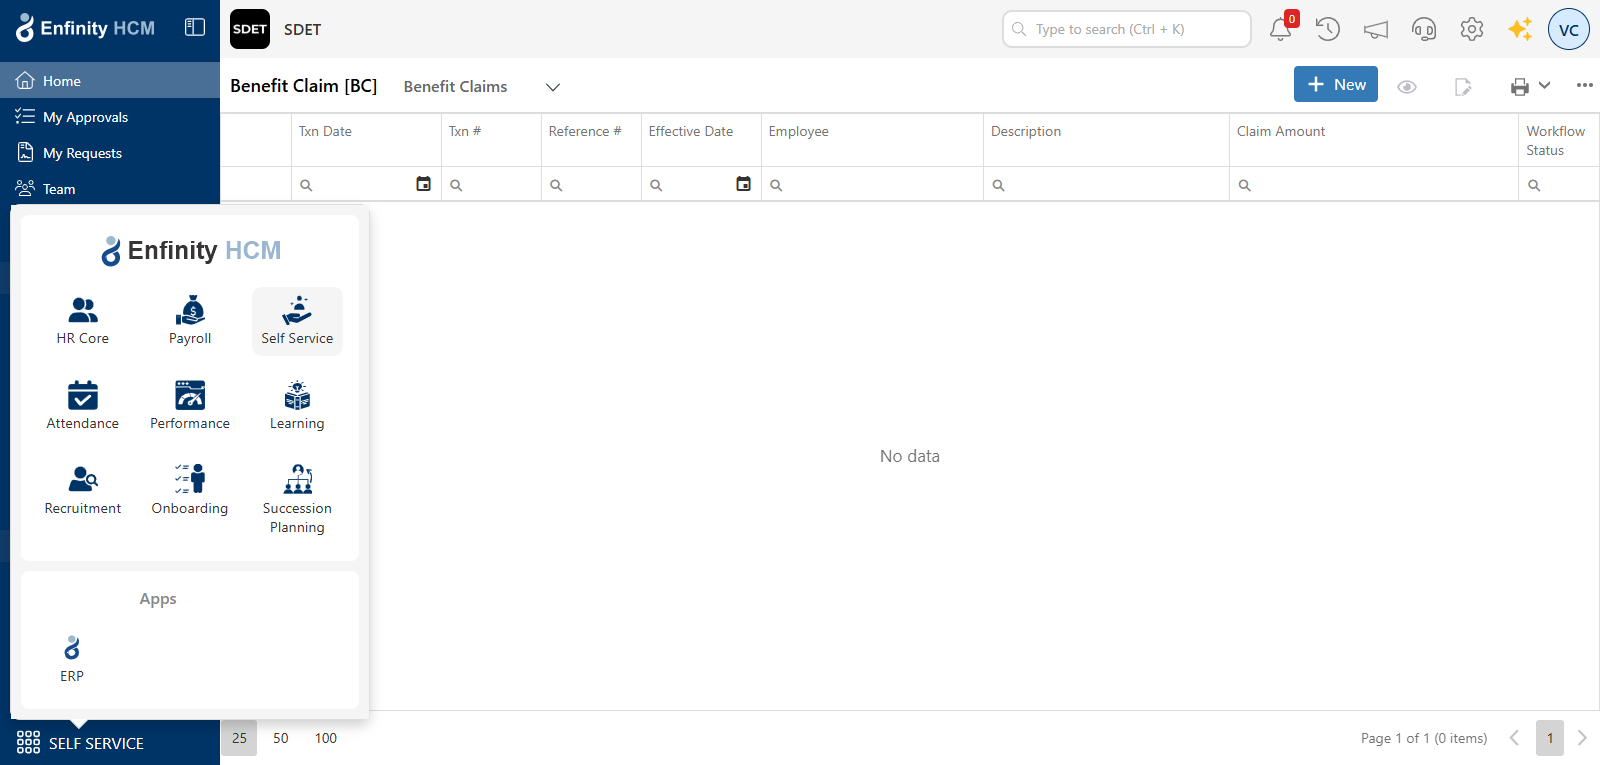 Enfinity HCM
SDET
SDET
Type to search (Ctrl + K)
0
VC
Home
My Approvals
My Requests
Team
Benefit Claim [BC]
Benefit Claims
New
Txn Date
Txn #
Reference #
Effective Date
Employee
Description
Claim Amount
Workflow
Status
Enfinity HCM
HR Core
Payroll
Self Service
Attendance
Performance
Learning
Recruitment
Onboarding
Succession
Planning
Apps
ERP
No data
SELF SERVICE
25
50
100
Page 1 of 1 (0 items)
1